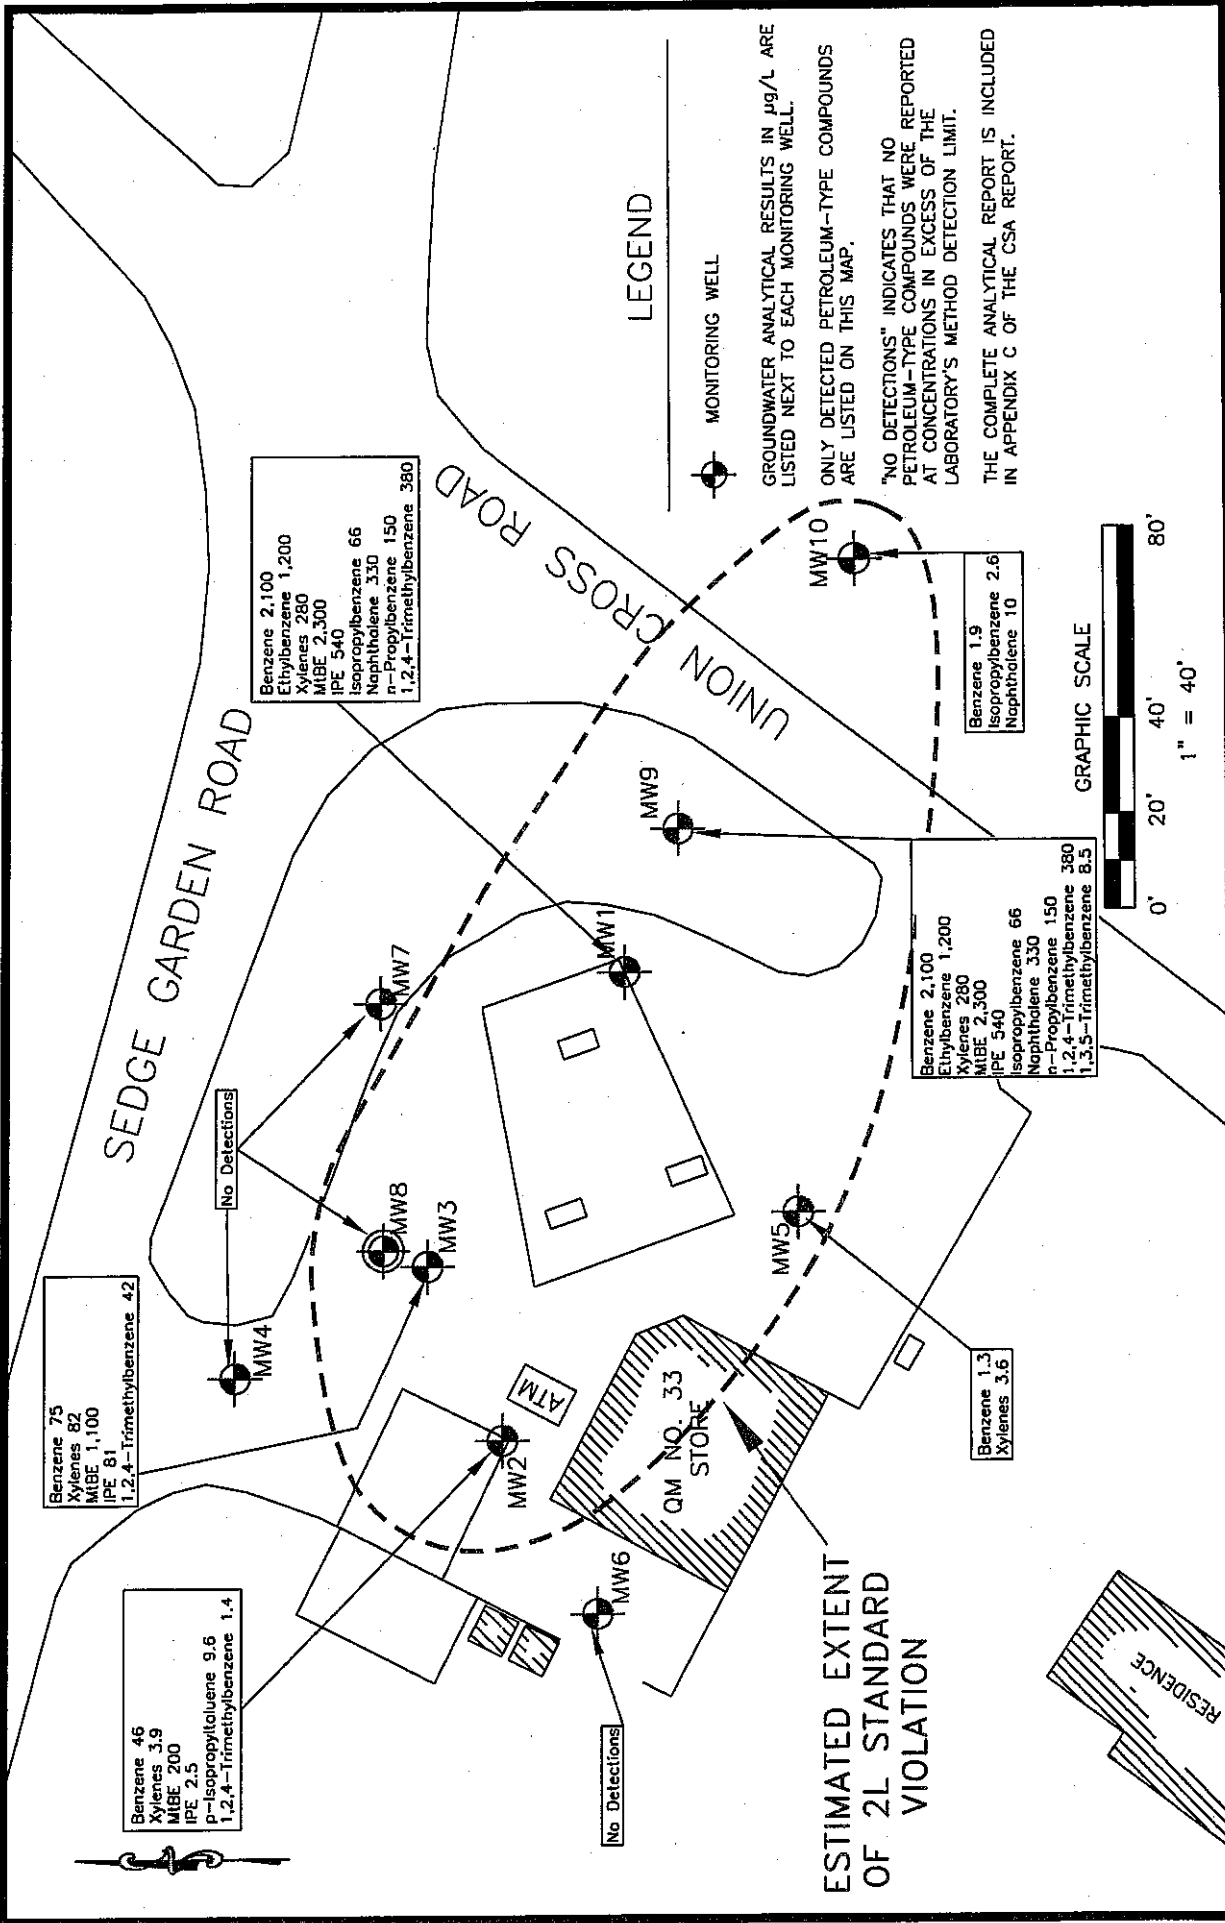 SEDGE GARDEN ROAD
UNION CROSS ROAD
Benzene 46
Xylenes 3.9
MtBE 200
IPE 2.5
p-Isopropyltoluene 9.6
1,2,4-Trimethylbenzene 1.4
Benzene 75
Xylenes 82
MtBE 1,100
IPE 81
1,2,4-Trimethylbenzene 42
No Detections
Benzene 2,100
Ethylbenzene 1,200
Xylenes 280
MtBE 2,300
IPE 540
Isopropylbenzene 66
Naphthalene 330
n-Propylbenzene 150
1,2,4-Trimethylbenzene 380
MW4
MW8
MW3
MW7
MW2
ATM
MW1
MW9
MW10
MW6
MW5
QM NO. 33
STORE
No Detections
ESTIMATED EXTENT
OF 2L STANDARD
VIOLATION
RESIDENCE
Benzene 1.3
Xylenes 3.6
Benzene 2,100
Ethylbenzene 1,200
Xylenes 280
MtBE 2,300
IPE 540
Isopropylbenzene 66
Naphthalene 330
n-Propylbenzene 150
1,2,4-Trimethylbenzene 380
1,3,5-Trimethylbenzene 8.5
Benzene 1.9
Isopropylbenzene 2.6
Naphthalene 10
LEGEND
MONITORING WELL
GROUNDWATER ANALYTICAL RESULTS IN µg/L ARE
LISTED NEXT TO EACH MONITORING WELL.
ONLY DETECTED PETROLEUM-TYPE COMPOUNDS
ARE LISTED ON THIS MAP.
"NO DETECTIONS" INDICATES THAT NO
PETROLEUM-TYPE COMPOUNDS WERE REPORTED
AT CONCENTRATIONS IN EXCESS OF THE
LABORATORY'S METHOD DETECTION LIMIT.
THE COMPLETE ANALYTICAL REPORT IS INCLUDED
IN APPENDIX C OF THE CSA REPORT.
GRAPHIC SCALE
0' 20' 40' 80'
1" = 40'